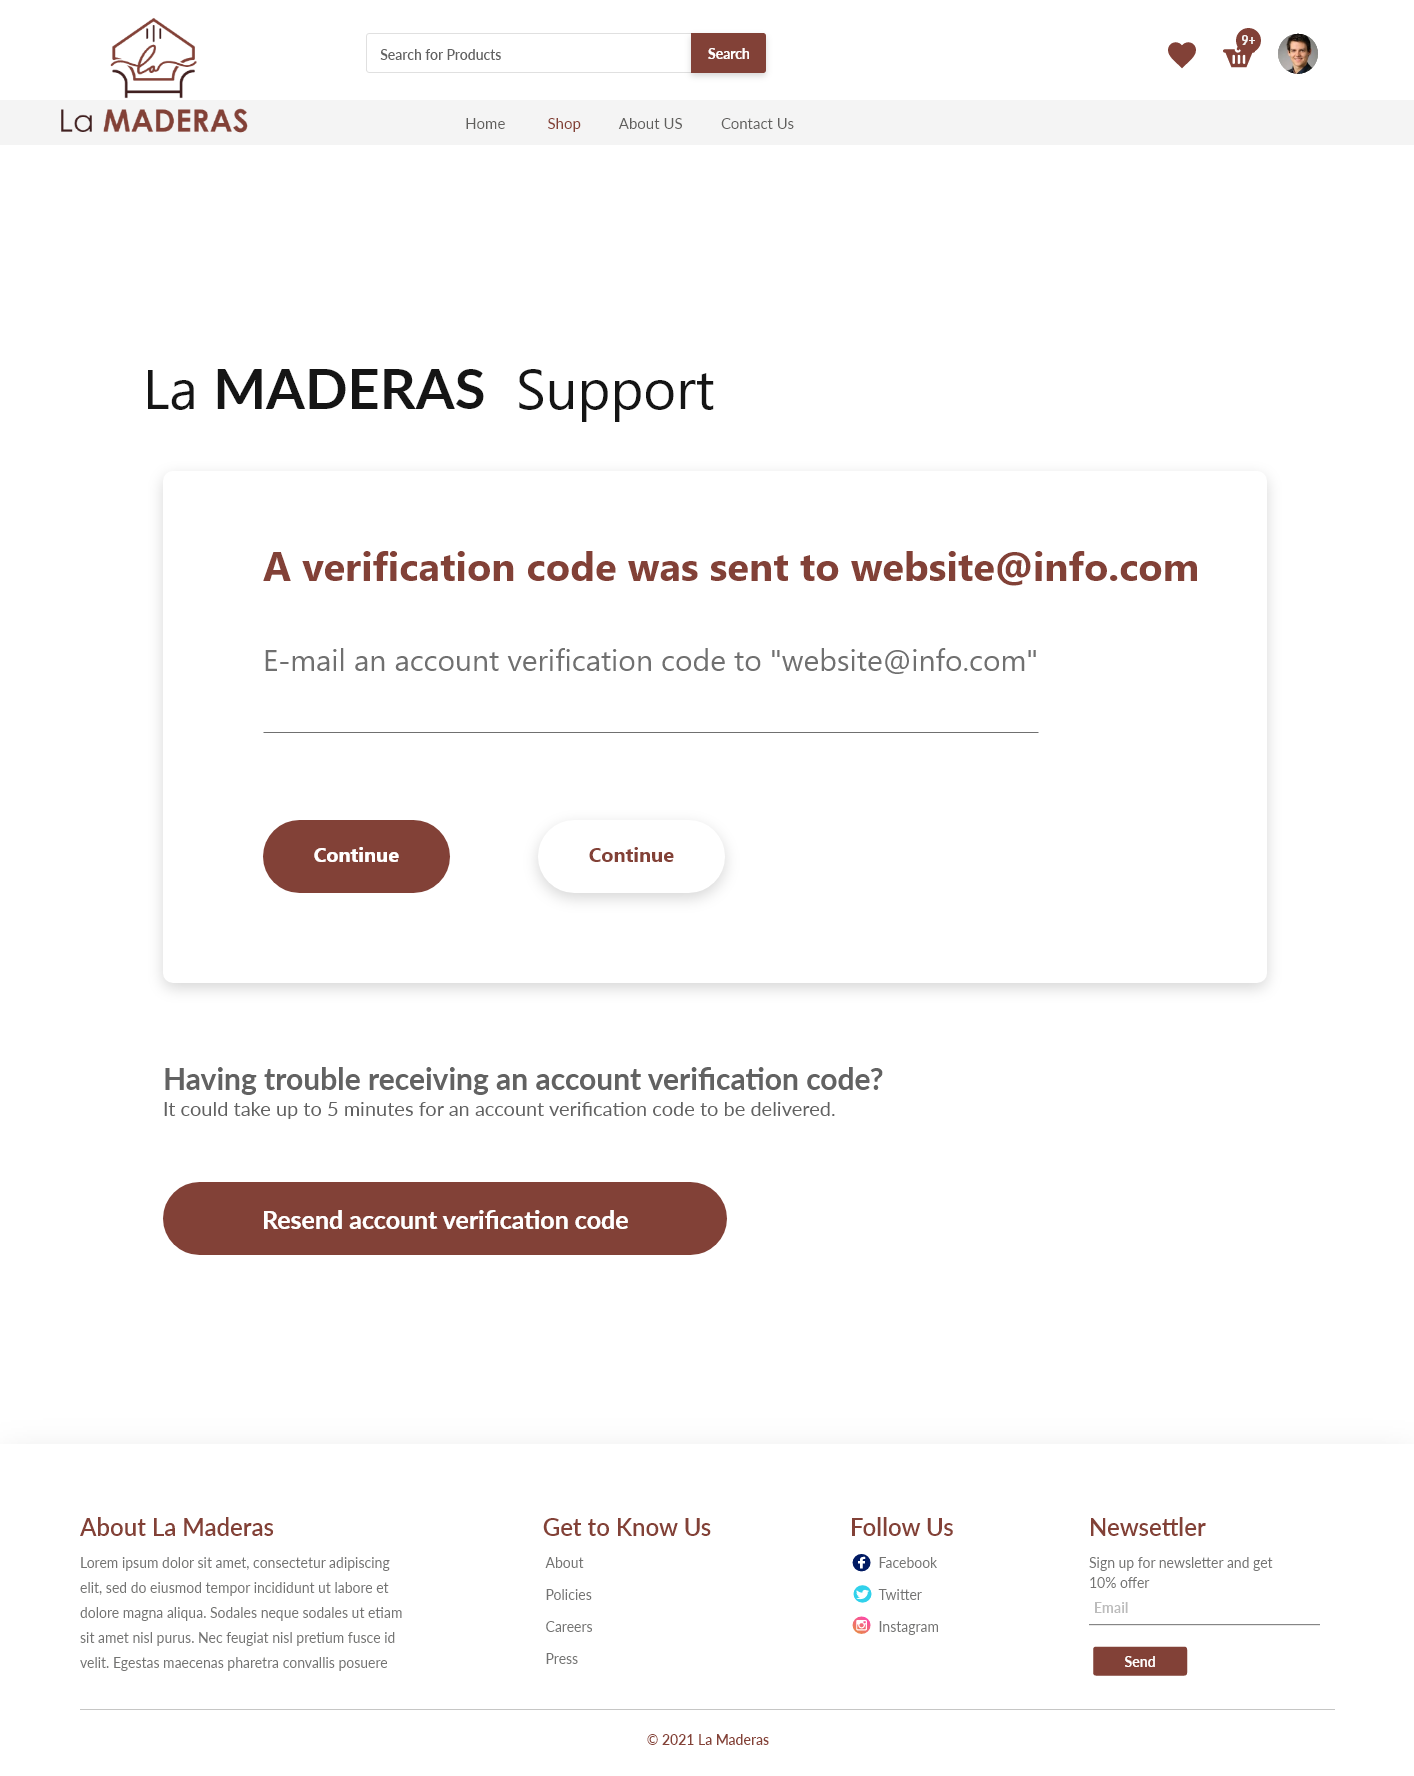 La MADERAS
Search for Products
Search
9+
Home Shop About US Contact Us
La MADERAS Support
A verification code was sent to website@info.com
E-mail an account verification code to "website@info.com"
Continue
Continue
Having trouble receiving an account verification code?
It could take up to 5 minutes for an account verification code to be delivered.
Resend account verification code
About La Maderas
Lorem ipsum dolor sit amet, consectetur adipiscing
elit, sed do eiusmod tempor incididunt ut labore et
dolore magna aliqua. Sodales neque sodales ut etiam
sit amet nisl purus. Nec feugiat nisl pretium fusce id
velit. Egestas maecenas pharetra convallis posuere
Get to Know Us
About
Policies
Careers
Press
Follow Us
Facebook
Twitter
Instagram
Newsettler
Sign up for newsletter and get
10% offer
Email
Send
© 2021 La Maderas